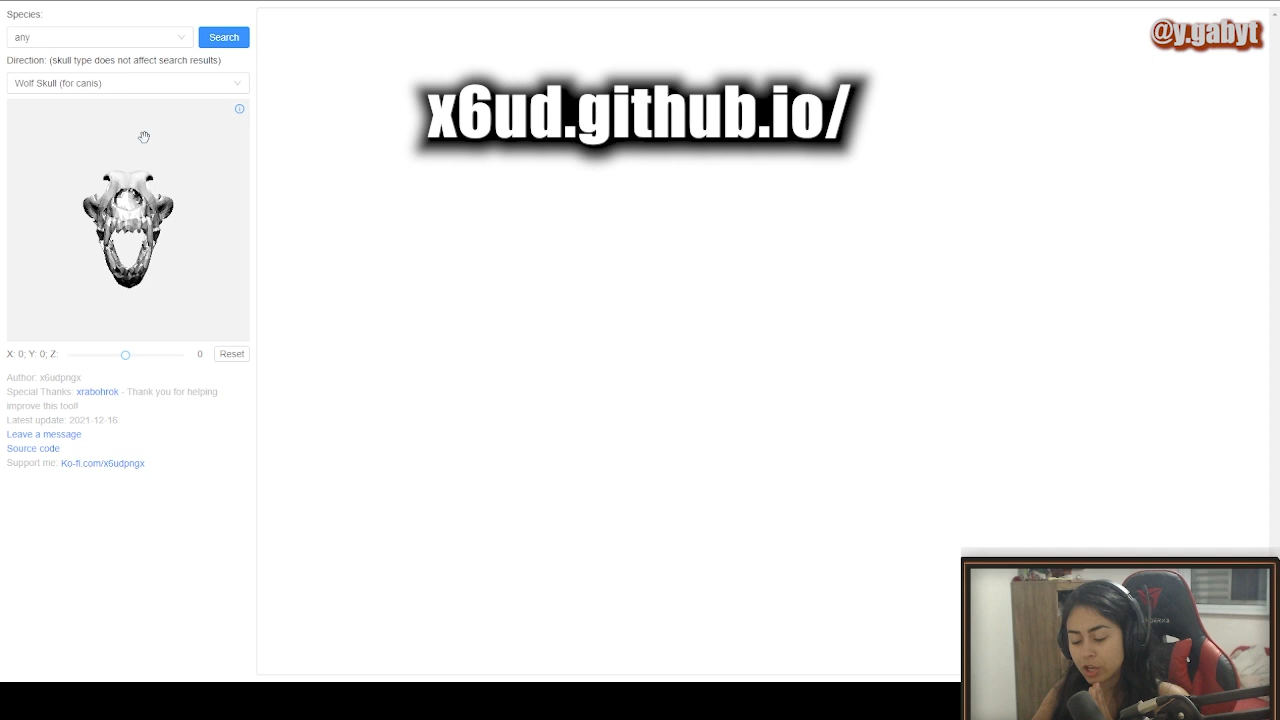 Species:
any
Search
Direction: (skull type does not affect search results)
Wolf Skull (for canis)
X: 0; Y: 0; Z:
0
Reset
Author: x6udpngx
Special Thanks: xrabohrok - Thank you for helping
improve this tool!
Latest update: 2021-12-16
Leave a message
Source code
Support me: Ko-fi.com/x6udpngx
x6ud.github.io/
@y.gabyt